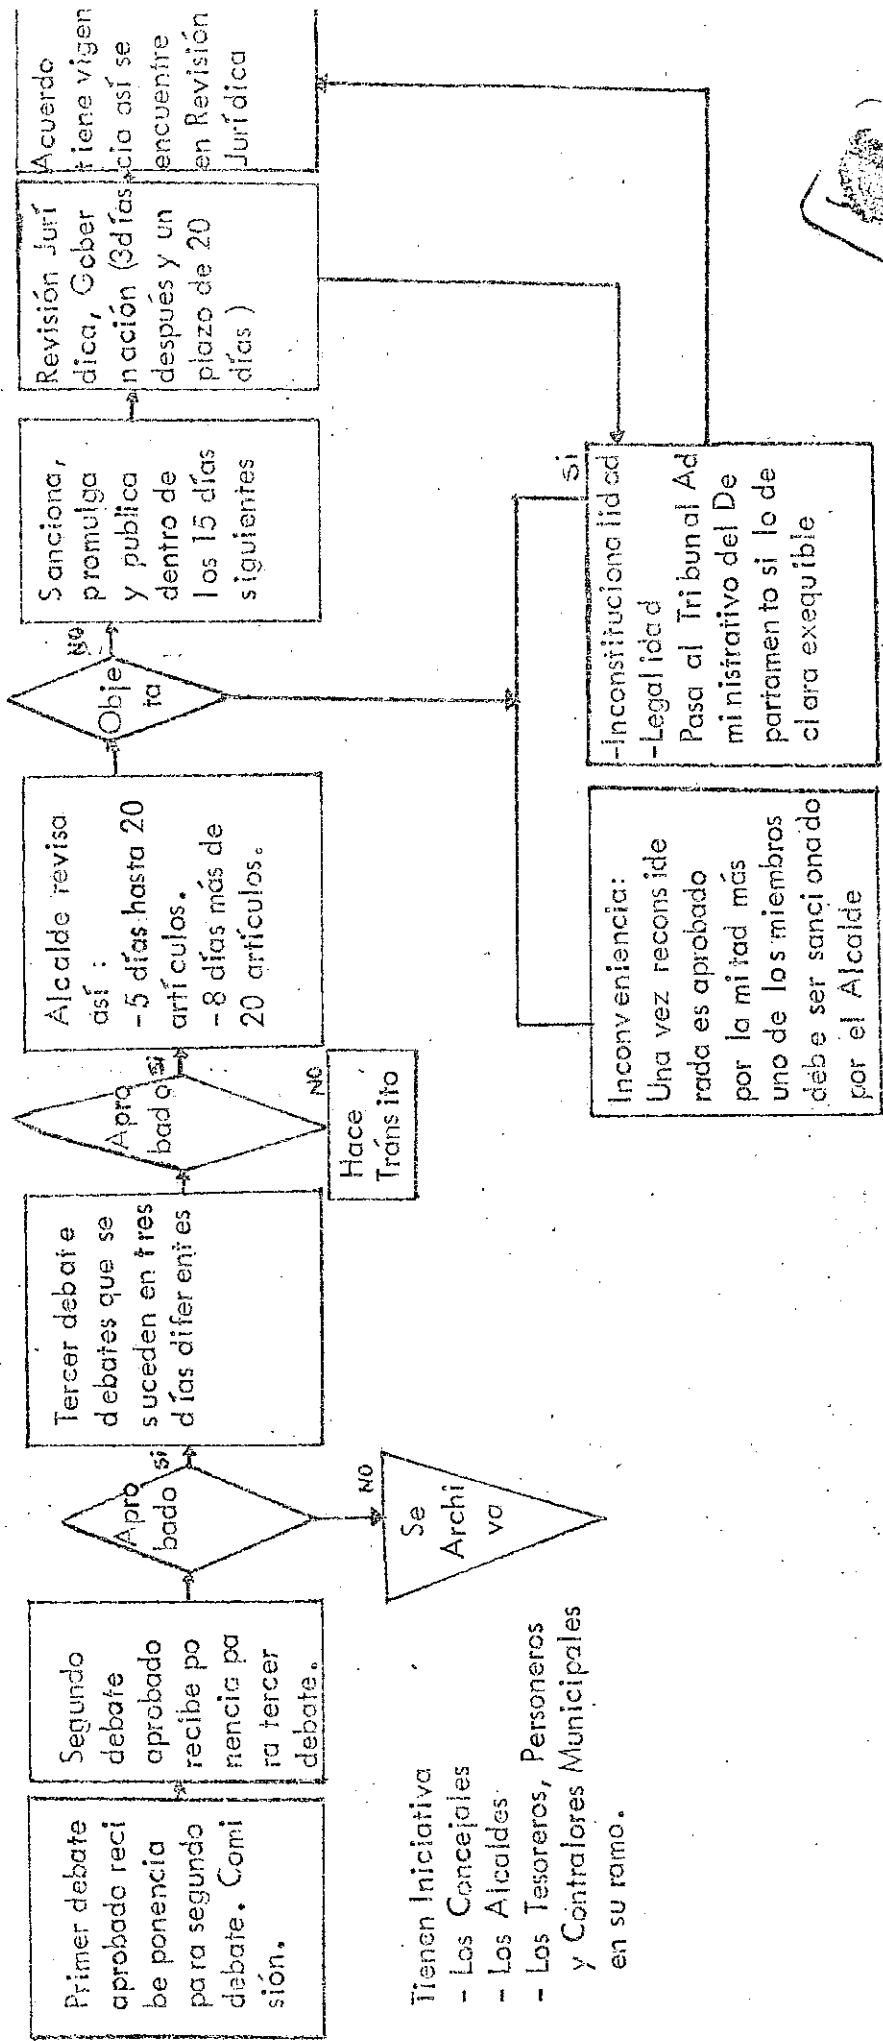 Primer debate
aprobado reci
be ponencia
para segundo
debate. Comi
sión.
Segundo
debate
aprobado
recibe po
nencia pa
ra tercer
debate.
Apro
bado
si
NO
Se
Archi
va
Tercer debate
debates que se
suceden en tres
días diferentes
Apro
bado
si
NO
Hace
Tránsito
Alcalde revisa
así :
-5 días hasta 20
artículos.
-8 días más de
20 artículos.
Obje
ta
NO
Sanciona,
promulga
y publica
dentro de
los 15 días
siguientes
Revisión Jurí
dica, Gober
nación (3días
después y un
plazo de 20
días )
Acuerdo
tiene vigen
cia así se
encuentre
en Revisión
Jurídica
Si
-Inconstitucionalidad
-Legalidad
Pasa al Tribunal Ad
ministrativo del De
partamento si lo de
clara exequible
Inconveniencia:
Una vez reconside
rada es aprobado
por la mitad más
uno de los miembros
debe ser sancionado
por el Alcalde
Tienen Iniciativa
- Los Concejales
- Los Alcaldes
- Los Tesoreros, Personeros
y Contralores Municipales
en su ramo.